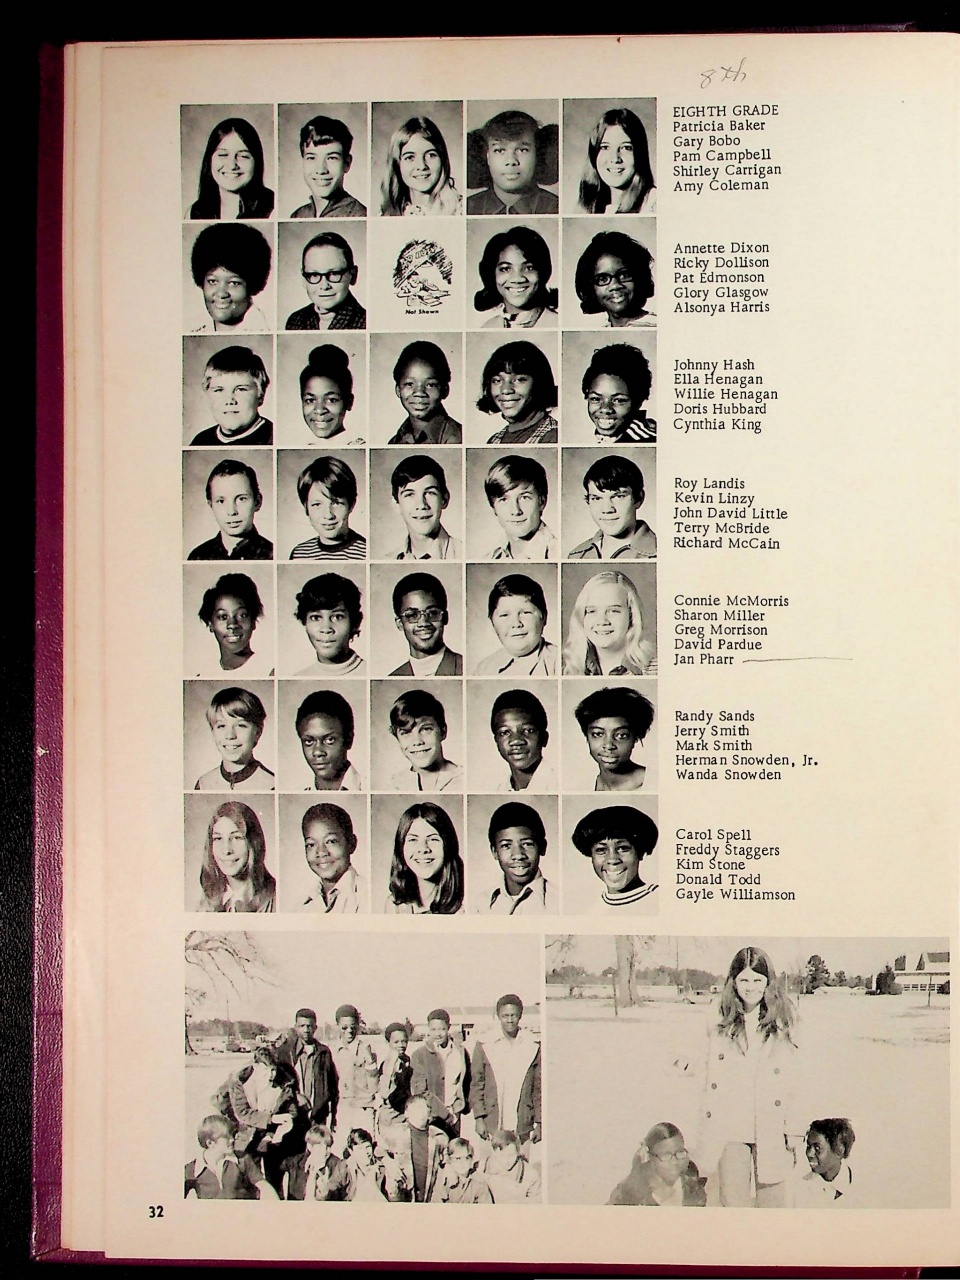 8th
EIGHTH GRADE
Patricia Baker
Gary Bobo
Pam Campbell
Shirley Carrigan
Amy Coleman
Annette Dixon
Ricky Dollison
Pat Edmonson
Glory Glasgow
Alsonya Harris
Not Shown
Johnny Hash
Ella Henagan
Willie Henagan
Doris Hubbard
Cynthia King
Roy Landis
Kevin Linzy
John David Little
Terry McBride
Richard McCain
Connie McMorris
Sharon Miller
Greg Morrison
David Pardue
Jan Pharr
Randy Sands
Jerry Smith
Mark Smith
Herman Snowden, Jr.
Wanda Snowden
Carol Spell
Freddy Staggers
Kim Stone
Donald Todd
Gayle Williamson
32